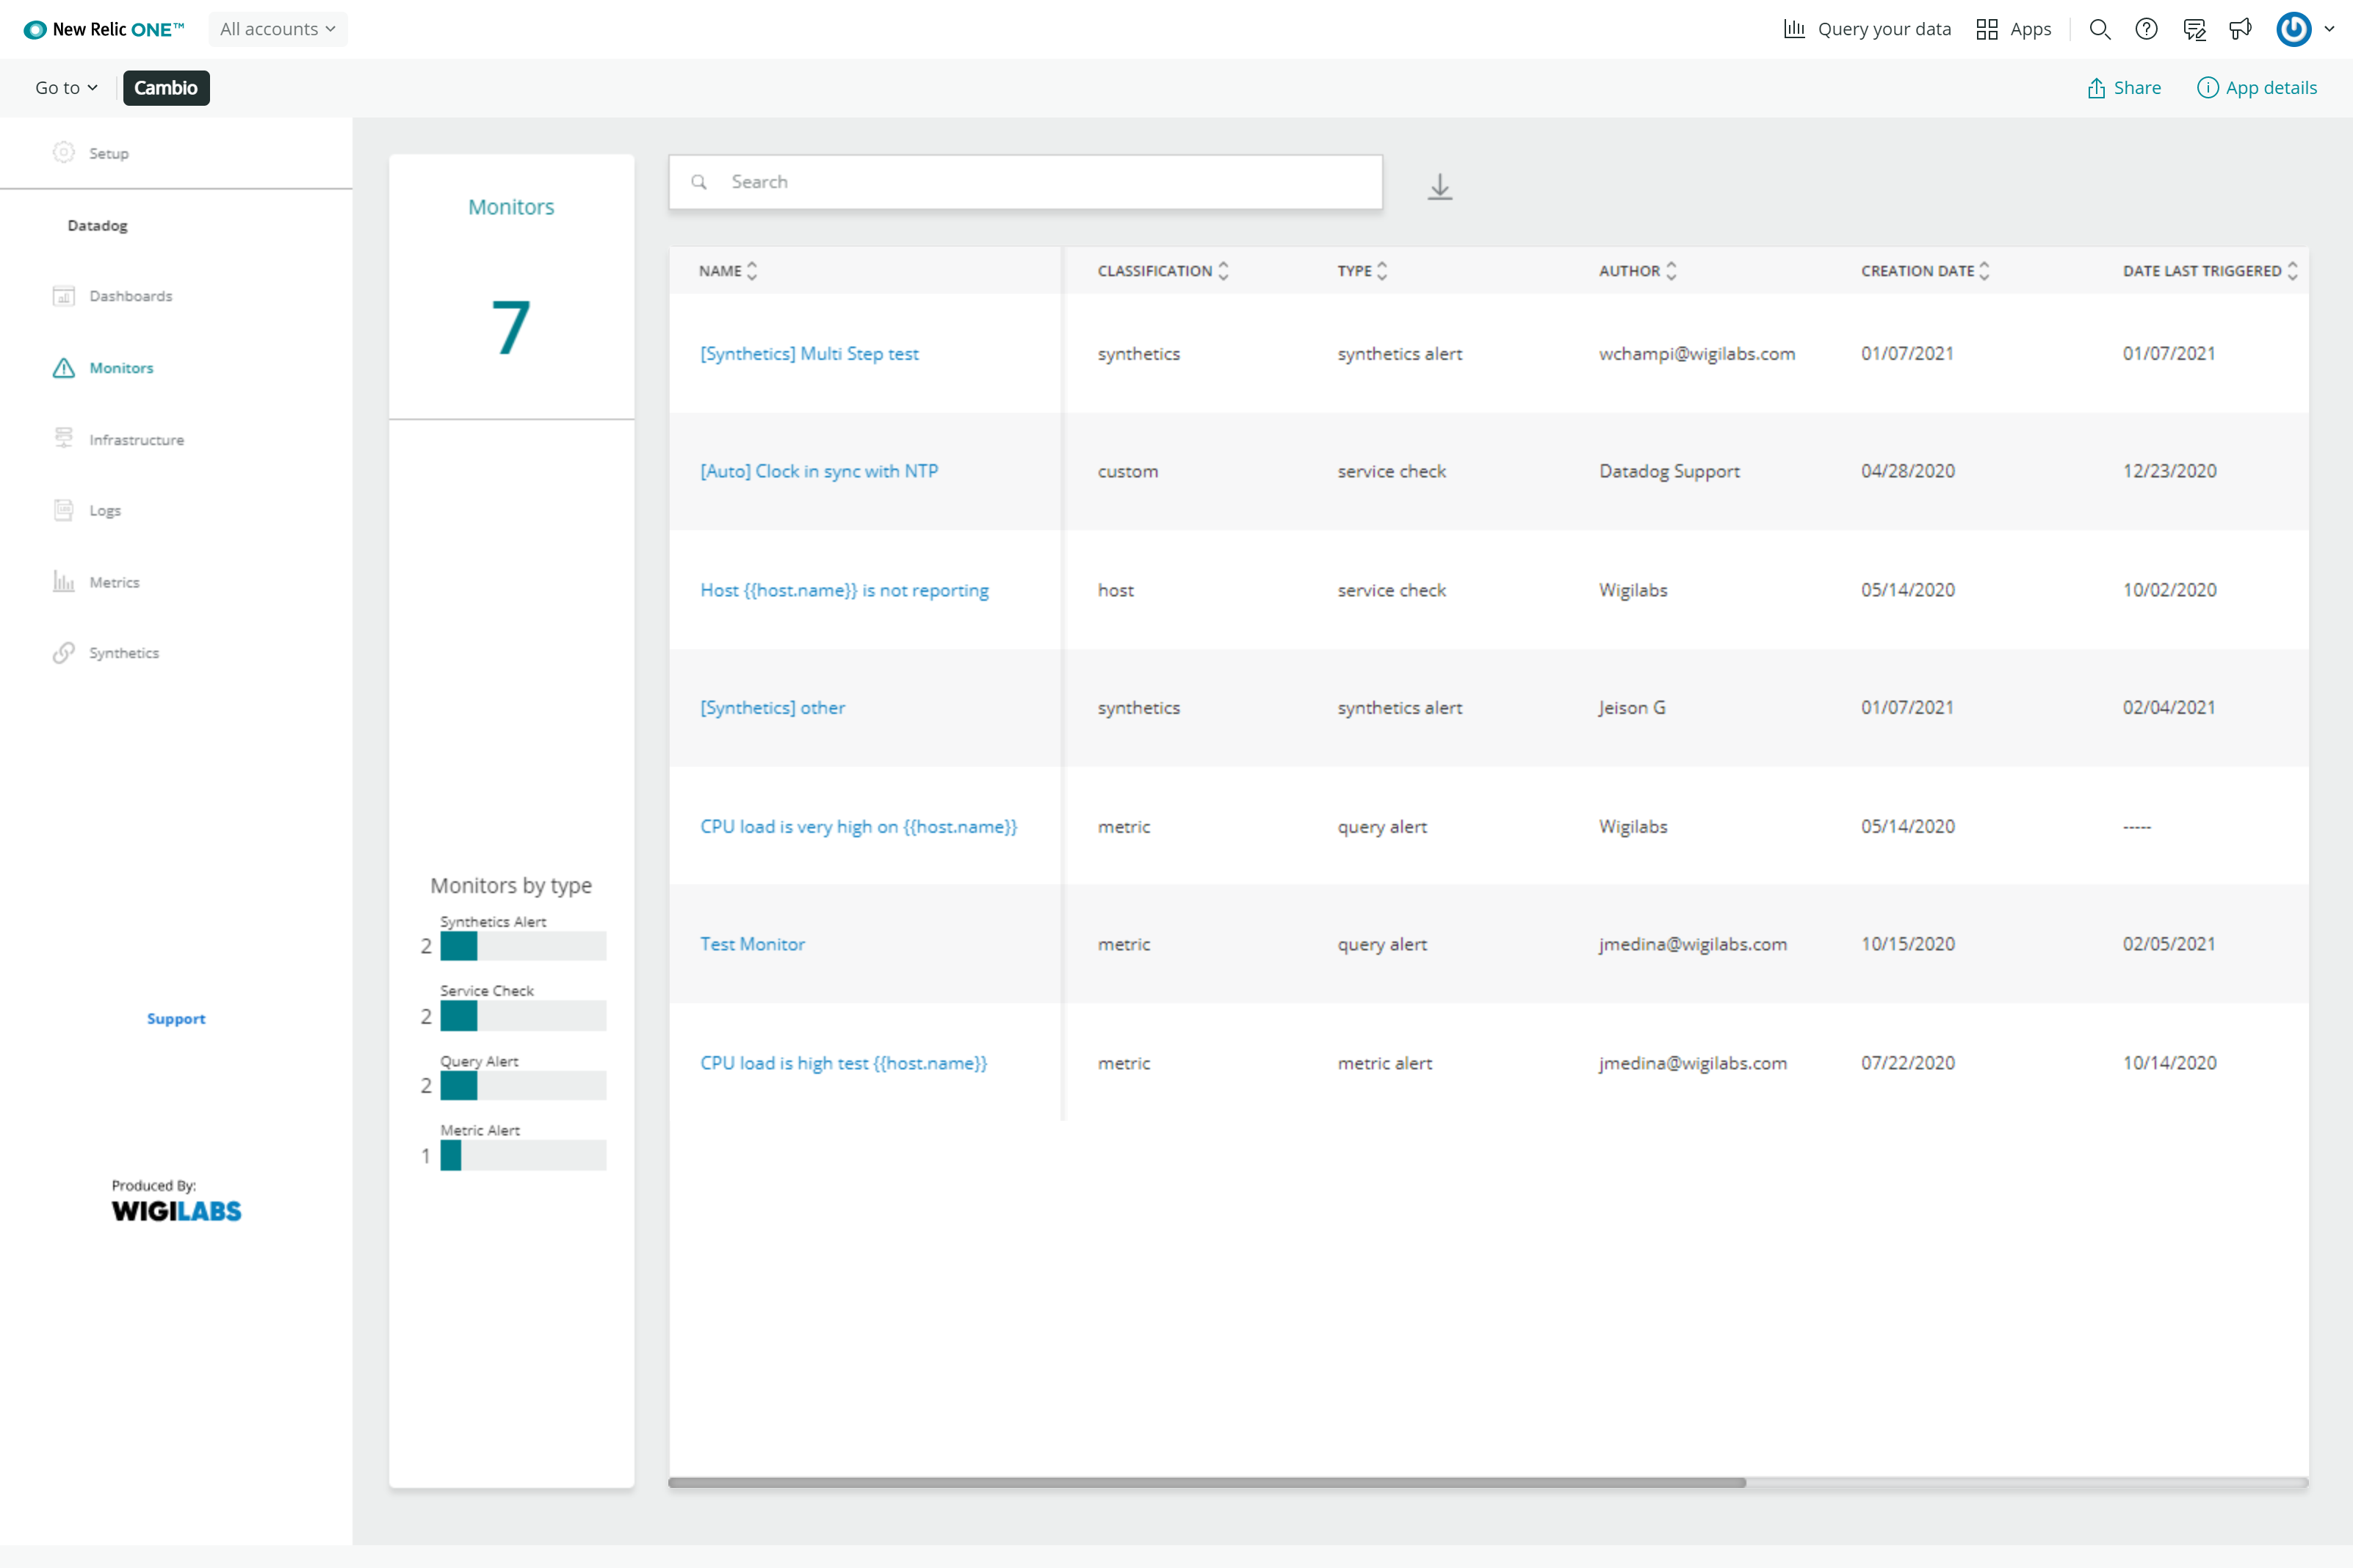 New Relic ONE™ All accounts Query your data Apps
Go to Cambio Share App details
Setup
Datadog
Dashboards
Monitors
Infrastructure
Logs
Metrics
Synthetics
Support
Produced By:
WIGILABS
Monitors
7
Monitors by type
Synthetics Alert
2
Service Check
2
Query Alert
2
Metric Alert
1
Search
NAME CLASSIFICATION TYPE AUTHOR CREATION DATE DATE LAST TRIGGERED
[Synthetics] Multi Step test synthetics synthetics alert wchampi@wigilabs.com 01/07/2021 01/07/2021
[Auto] Clock in sync with NTP custom service check Datadog Support 04/28/2020 12/23/2020
Host {{host.name}} is not reporting host service check Wigilabs 05/14/2020 10/02/2020
[Synthetics] other synthetics synthetics alert Jeison G 01/07/2021 02/04/2021
CPU load is very high on {{host.name}} metric query alert Wigilabs 05/14/2020 -----
Test Monitor metric query alert jmedina@wigilabs.com 10/15/2020 02/05/2021
CPU load is high test {{host.name}} metric metric alert jmedina@wigilabs.com 07/22/2020 10/14/2020